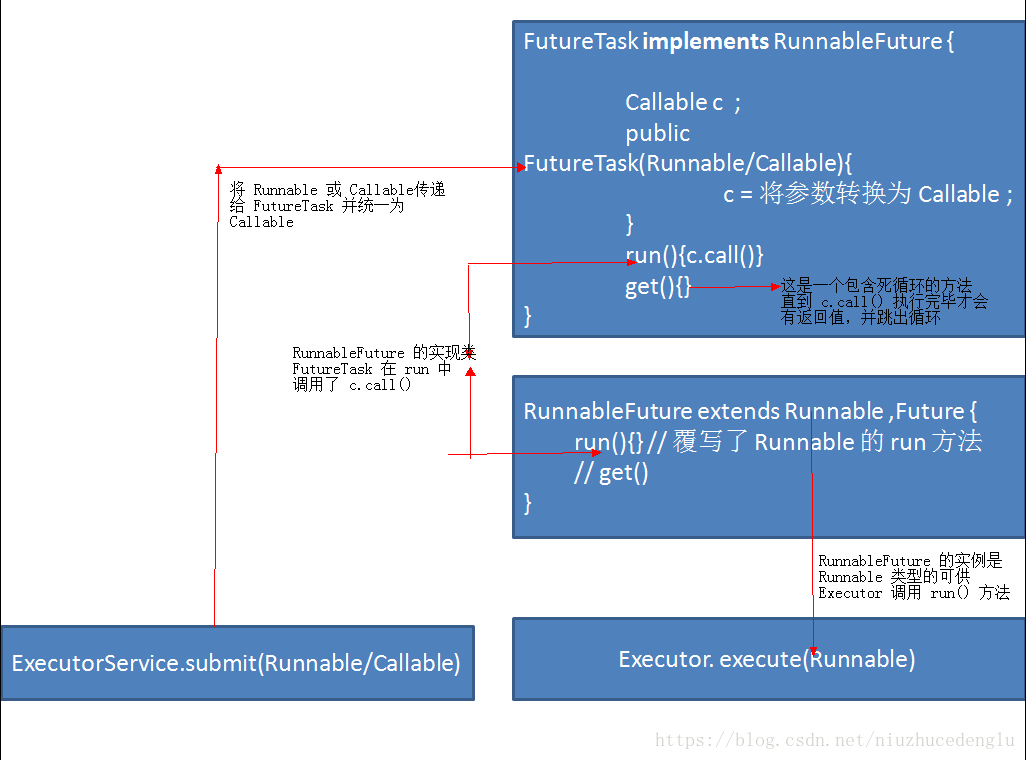 FutureTask implements RunnableFuture {
Callable c ;
public
FutureTask(Runnable/Callable){
c = 将参数转换为 Callable ;
}
run(){c.call()}
get(){}
}
这是一个包含死循环的方法
直到 c.call() 执行完毕才会
有返回值，并跳出循环
将 Runnable 或 Callable传递
给 FutureTask 并统一为
Callable
RunnableFuture 的实现类
FutureTask 在 run 中
调用了 c.call()
RunnableFuture extends Runnable ,Future {
run(){} // 覆写了 Runnable 的 run 方法
// get()
}
RunnableFuture 的实例是
Runnable 类型的可供
Executor 调用 run() 方法
ExecutorService.submit(Runnable/Callable)
Executor. execute(Runnable)
https://blog.csdn.net/niuzhucedenglu